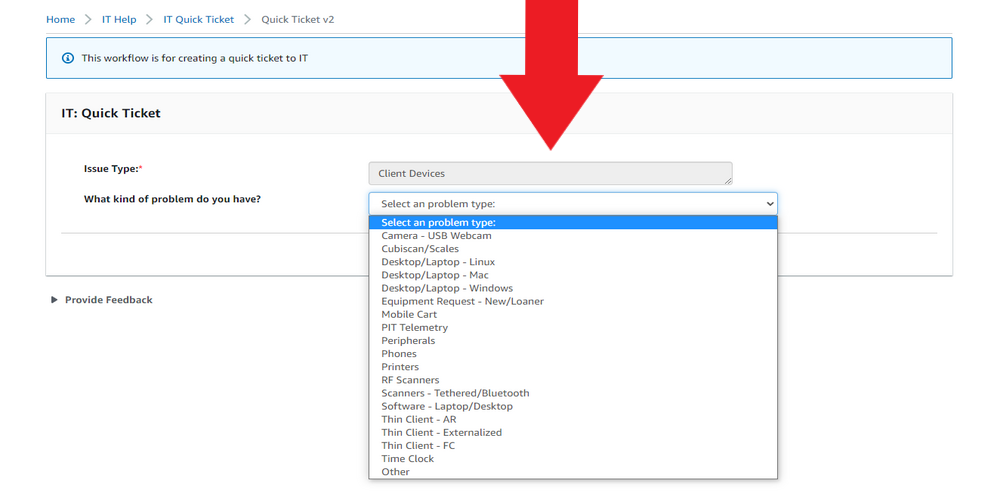 Home > IT Help > IT Quick Ticket > Quick Ticket v2
This workflow is for creating a quick ticket to IT
IT: Quick Ticket
Issue Type:*
Client Devices
What kind of problem do you have?
Select an problem type:
Select an problem type:
Camera - USB Webcam
Cubiscan/Scales
Desktop/Laptop - Linux
Desktop/Laptop - Mac
Desktop/Laptop - Windows
Equipment Request - New/Loaner
Mobile Cart
PIT Telemetry
Peripherals
Phones
Printers
RF Scanners
Scanners - Tethered/Bluetooth
Software - Laptop/Desktop
Thin Client - AR
Thin Client - Externalized
Thin Client - FC
Time Clock
Other
Provide Feedback